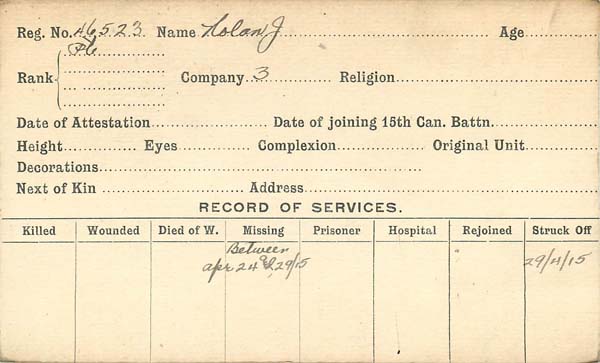 Reg. No. 46523 Name Nolan J Age
Pte
Rank Company 3 Religion
Date of Attestation Date of joining 15th Can. Battn.
Height Eyes Complexion Original Unit
Decorations
Next of Kin Address
RECORD OF SERVICES.
Killed Wounded Died of W. Missing Prisoner Hospital Rejoined Struck Off
Between
Apr 24 & 29/15 29/4/15